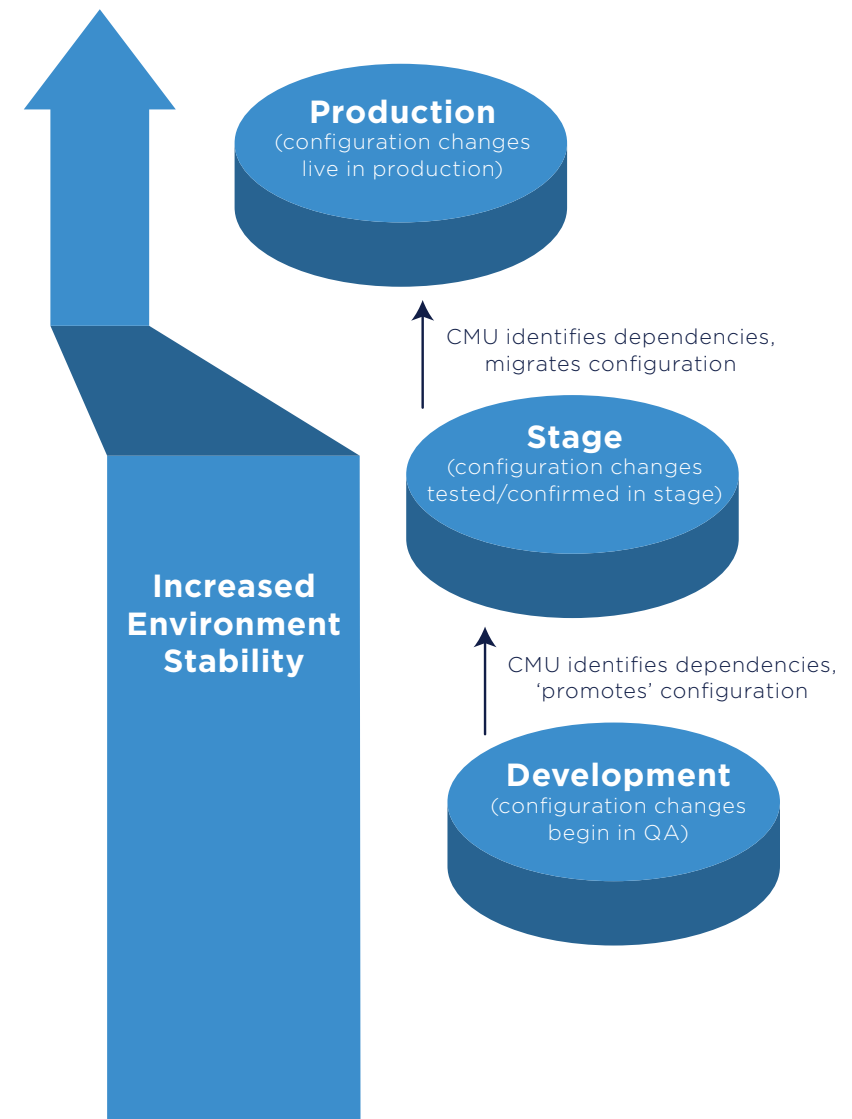 Production
(configuration changes
live in production)
CMU identifies dependencies,
migrates configuration
Stage
(configuration changes
tested/confirmed in stage)
Increased
Environment
Stability
CMU identifies dependencies,
‘promotes’ configuration
Development
(configuration changes
begin in QA)